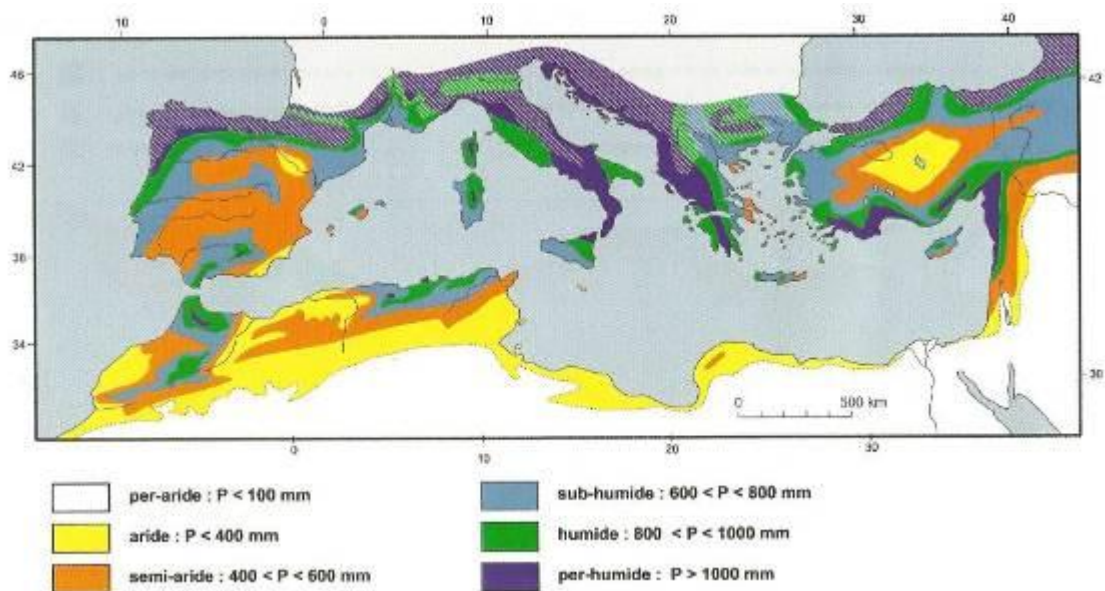 10 0 10 20 30 40
46 42
42
38
34 30
0 500 km
0 10 20 30
per-aride : P < 100 mm
aride : P < 400 mm
semi-aride : 400 < P < 600 mm
sub-humide : 600 < P < 800 mm
humide : 800 < P < 1000 mm
per-humide : P > 1000 mm